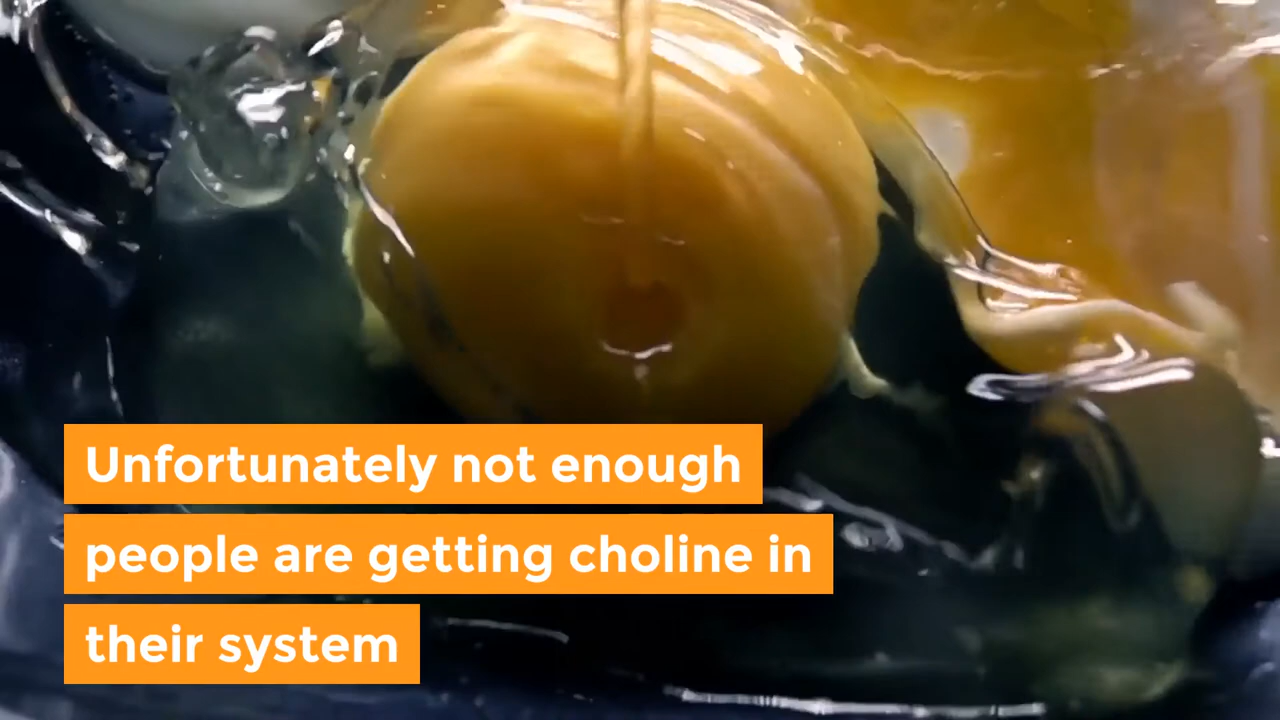 Unfortunately not enough
people are getting choline in
their system